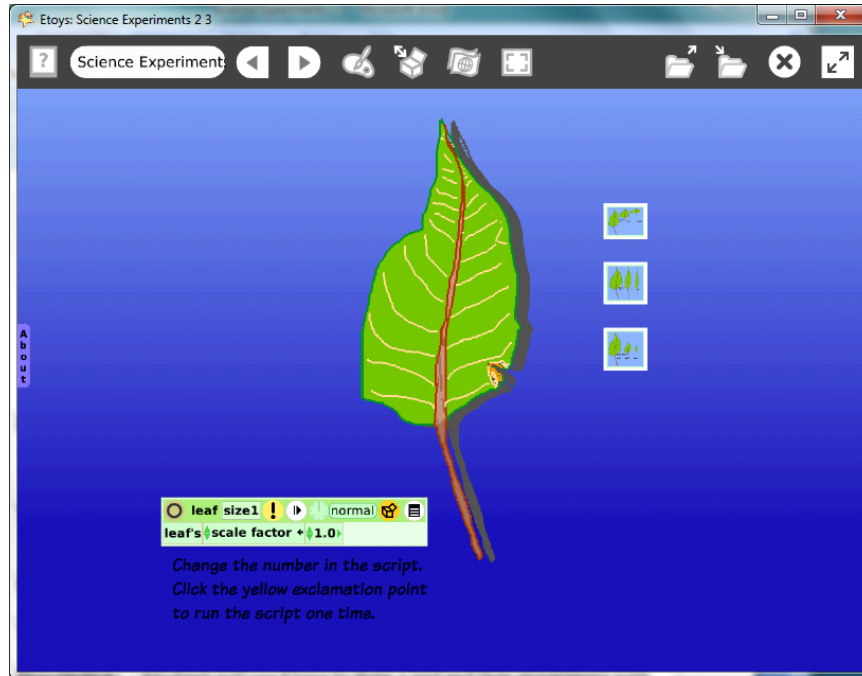 Etoys: Science Experiments 2 3
Science Experiment
About
leaf size1 ! normal
leaf's scale factor ← 1.0
Change the number in the script.
Click the yellow exclamation point
to run the script one time.